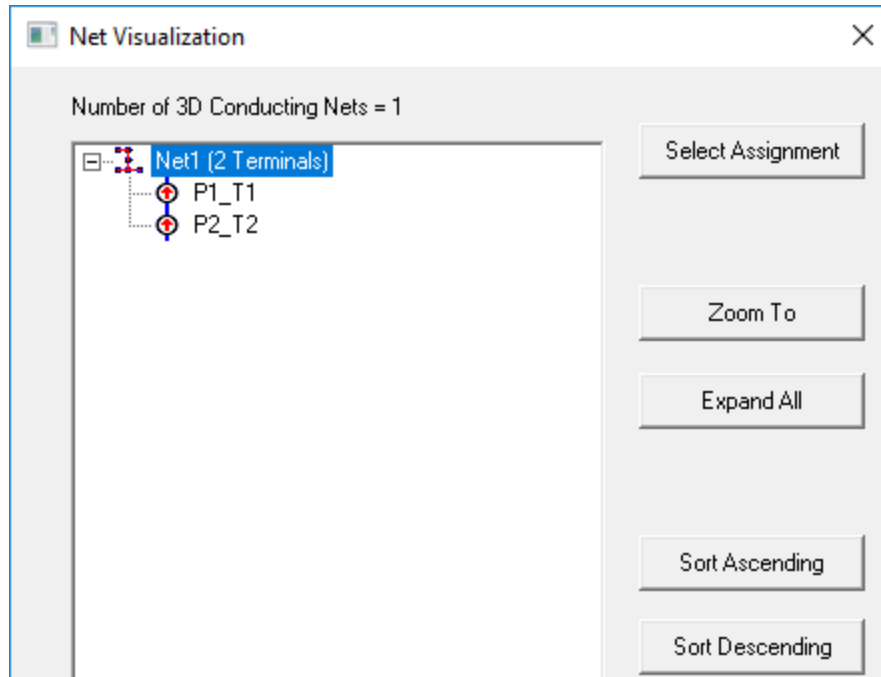 Net Visualization
Number of 3D Conducting Nets = 1
Net1 (2 Terminals)
P1_T1
P2_T2
Select Assignment
Zoom To
Expand All
Sort Ascending
Sort Descending